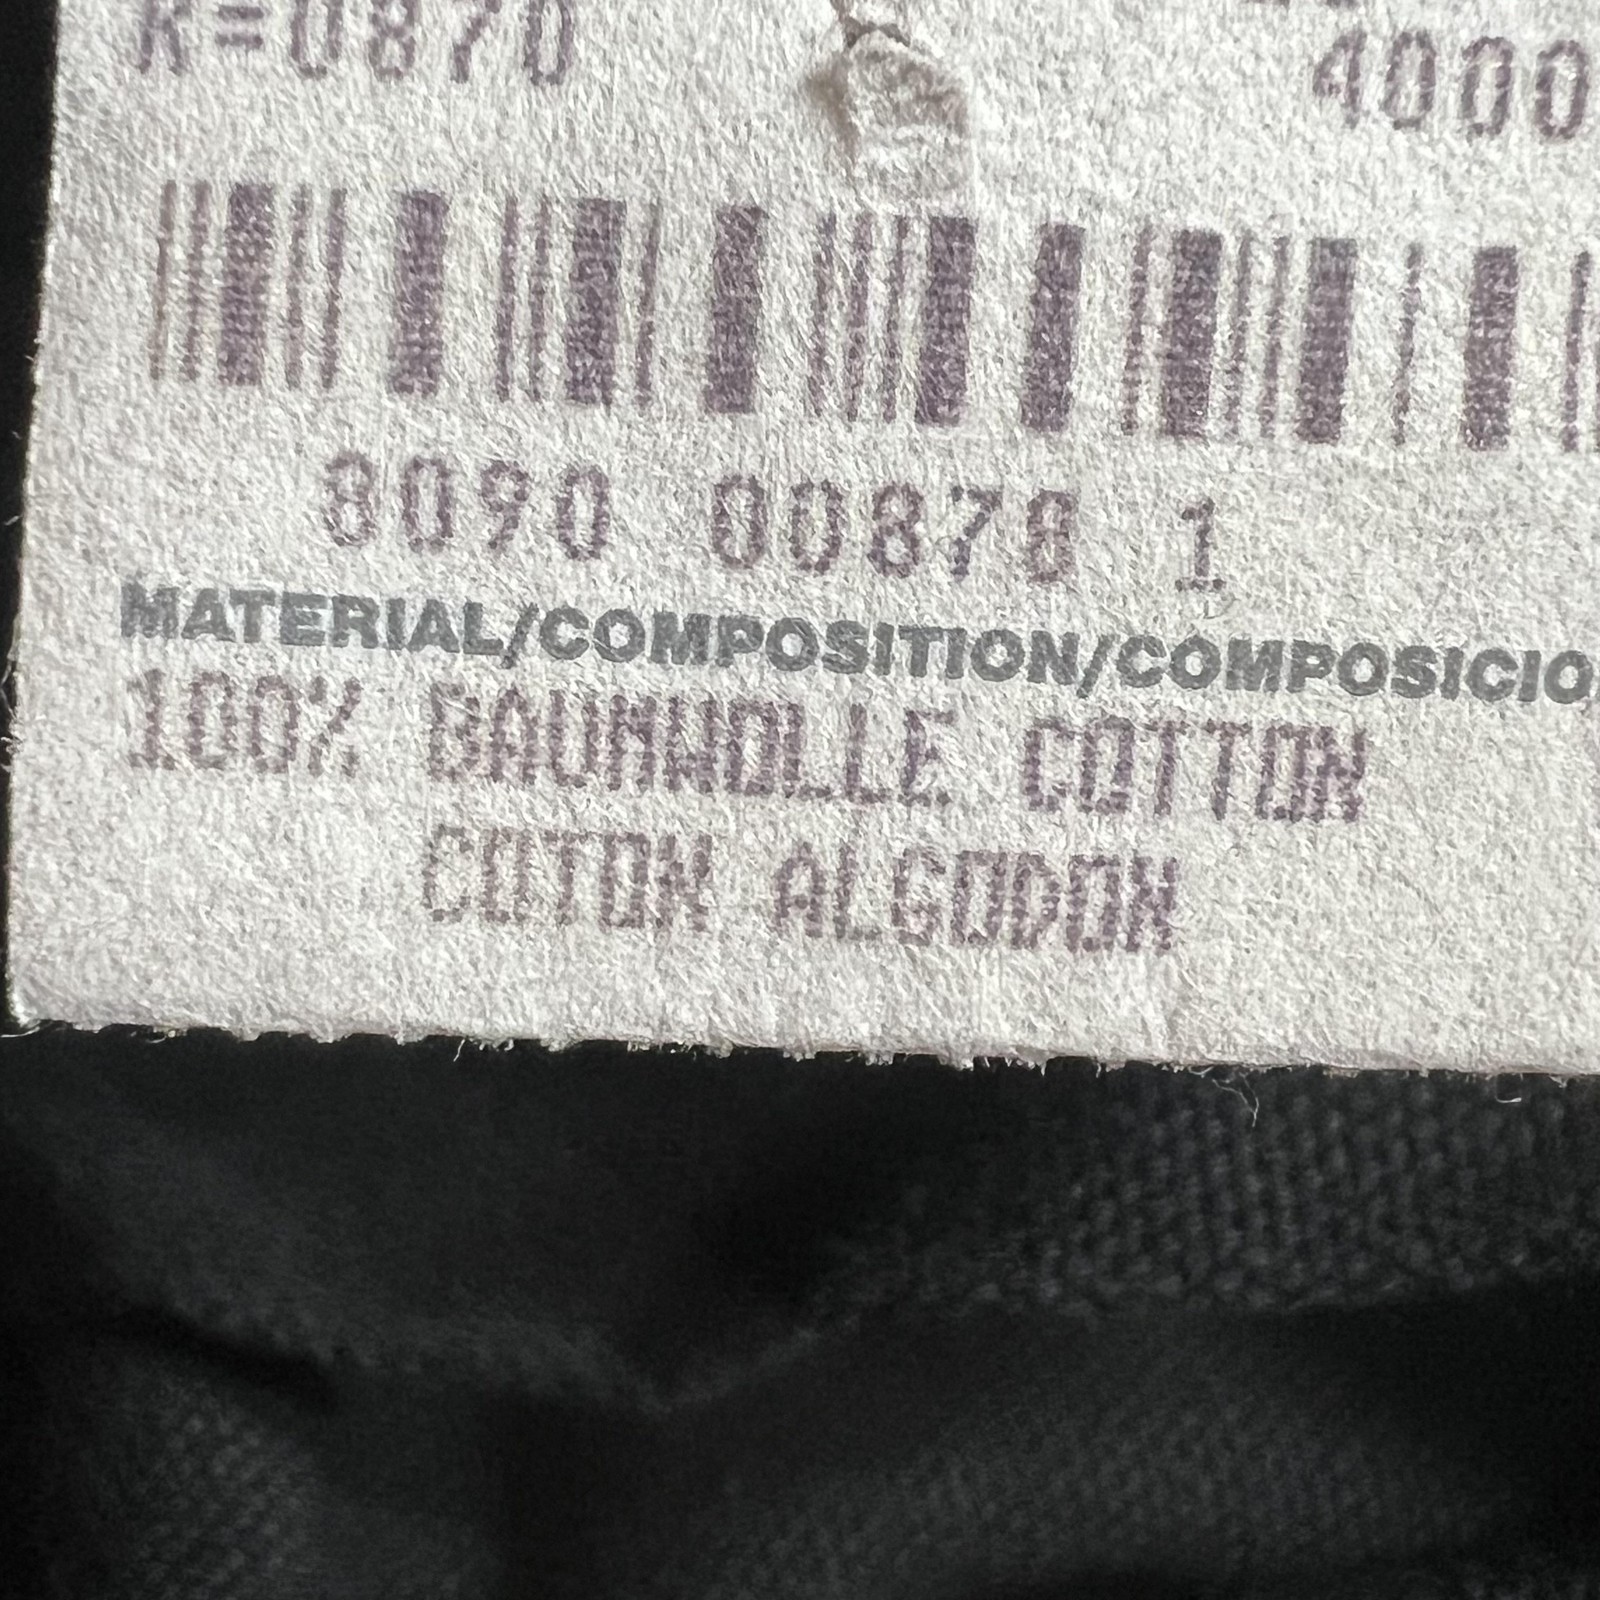 K=0870
4000
8090 00878 1
MATERIAL/COMPOSITION/COMPOSICIO
100% BAUMWOLLE COTTON
COTON ALGODON